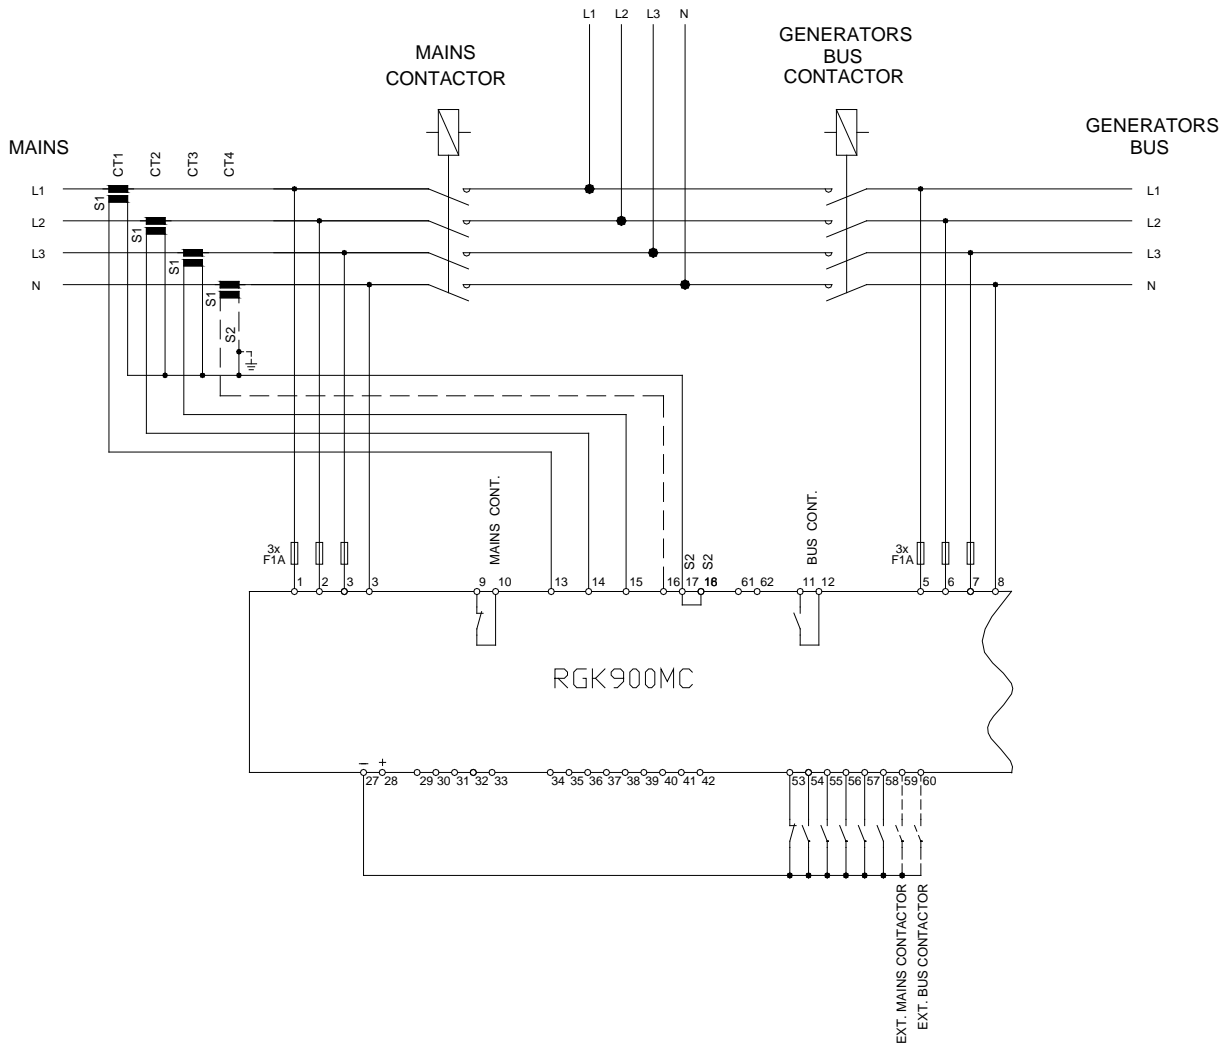 L1 L2 L3 N
MAINS
CONTACTOR
GENERATORS
BUS
CONTACTOR
MAINS
GENERATORS
BUS
CT1
CT2
CT3
CT4
L1
L2
L3
N
S1
S1
S1
S1
S2
L1
L2
L3
N
MAINS CONT.
S2
S2
BUS CONT.
3x
F1A
3x
F1A
1 2 3 3 9 10 13 14 15 16 17 18 61 62 11 12 5 6 7 8
RGK900MC
– +
27 28 29 30 31 32 33 34 35 36 37 38 39 40 41 42 53 54 55 56 57 58 59 60
EXT. MAINS CONTACTOR
EXT. BUS CONTACTOR